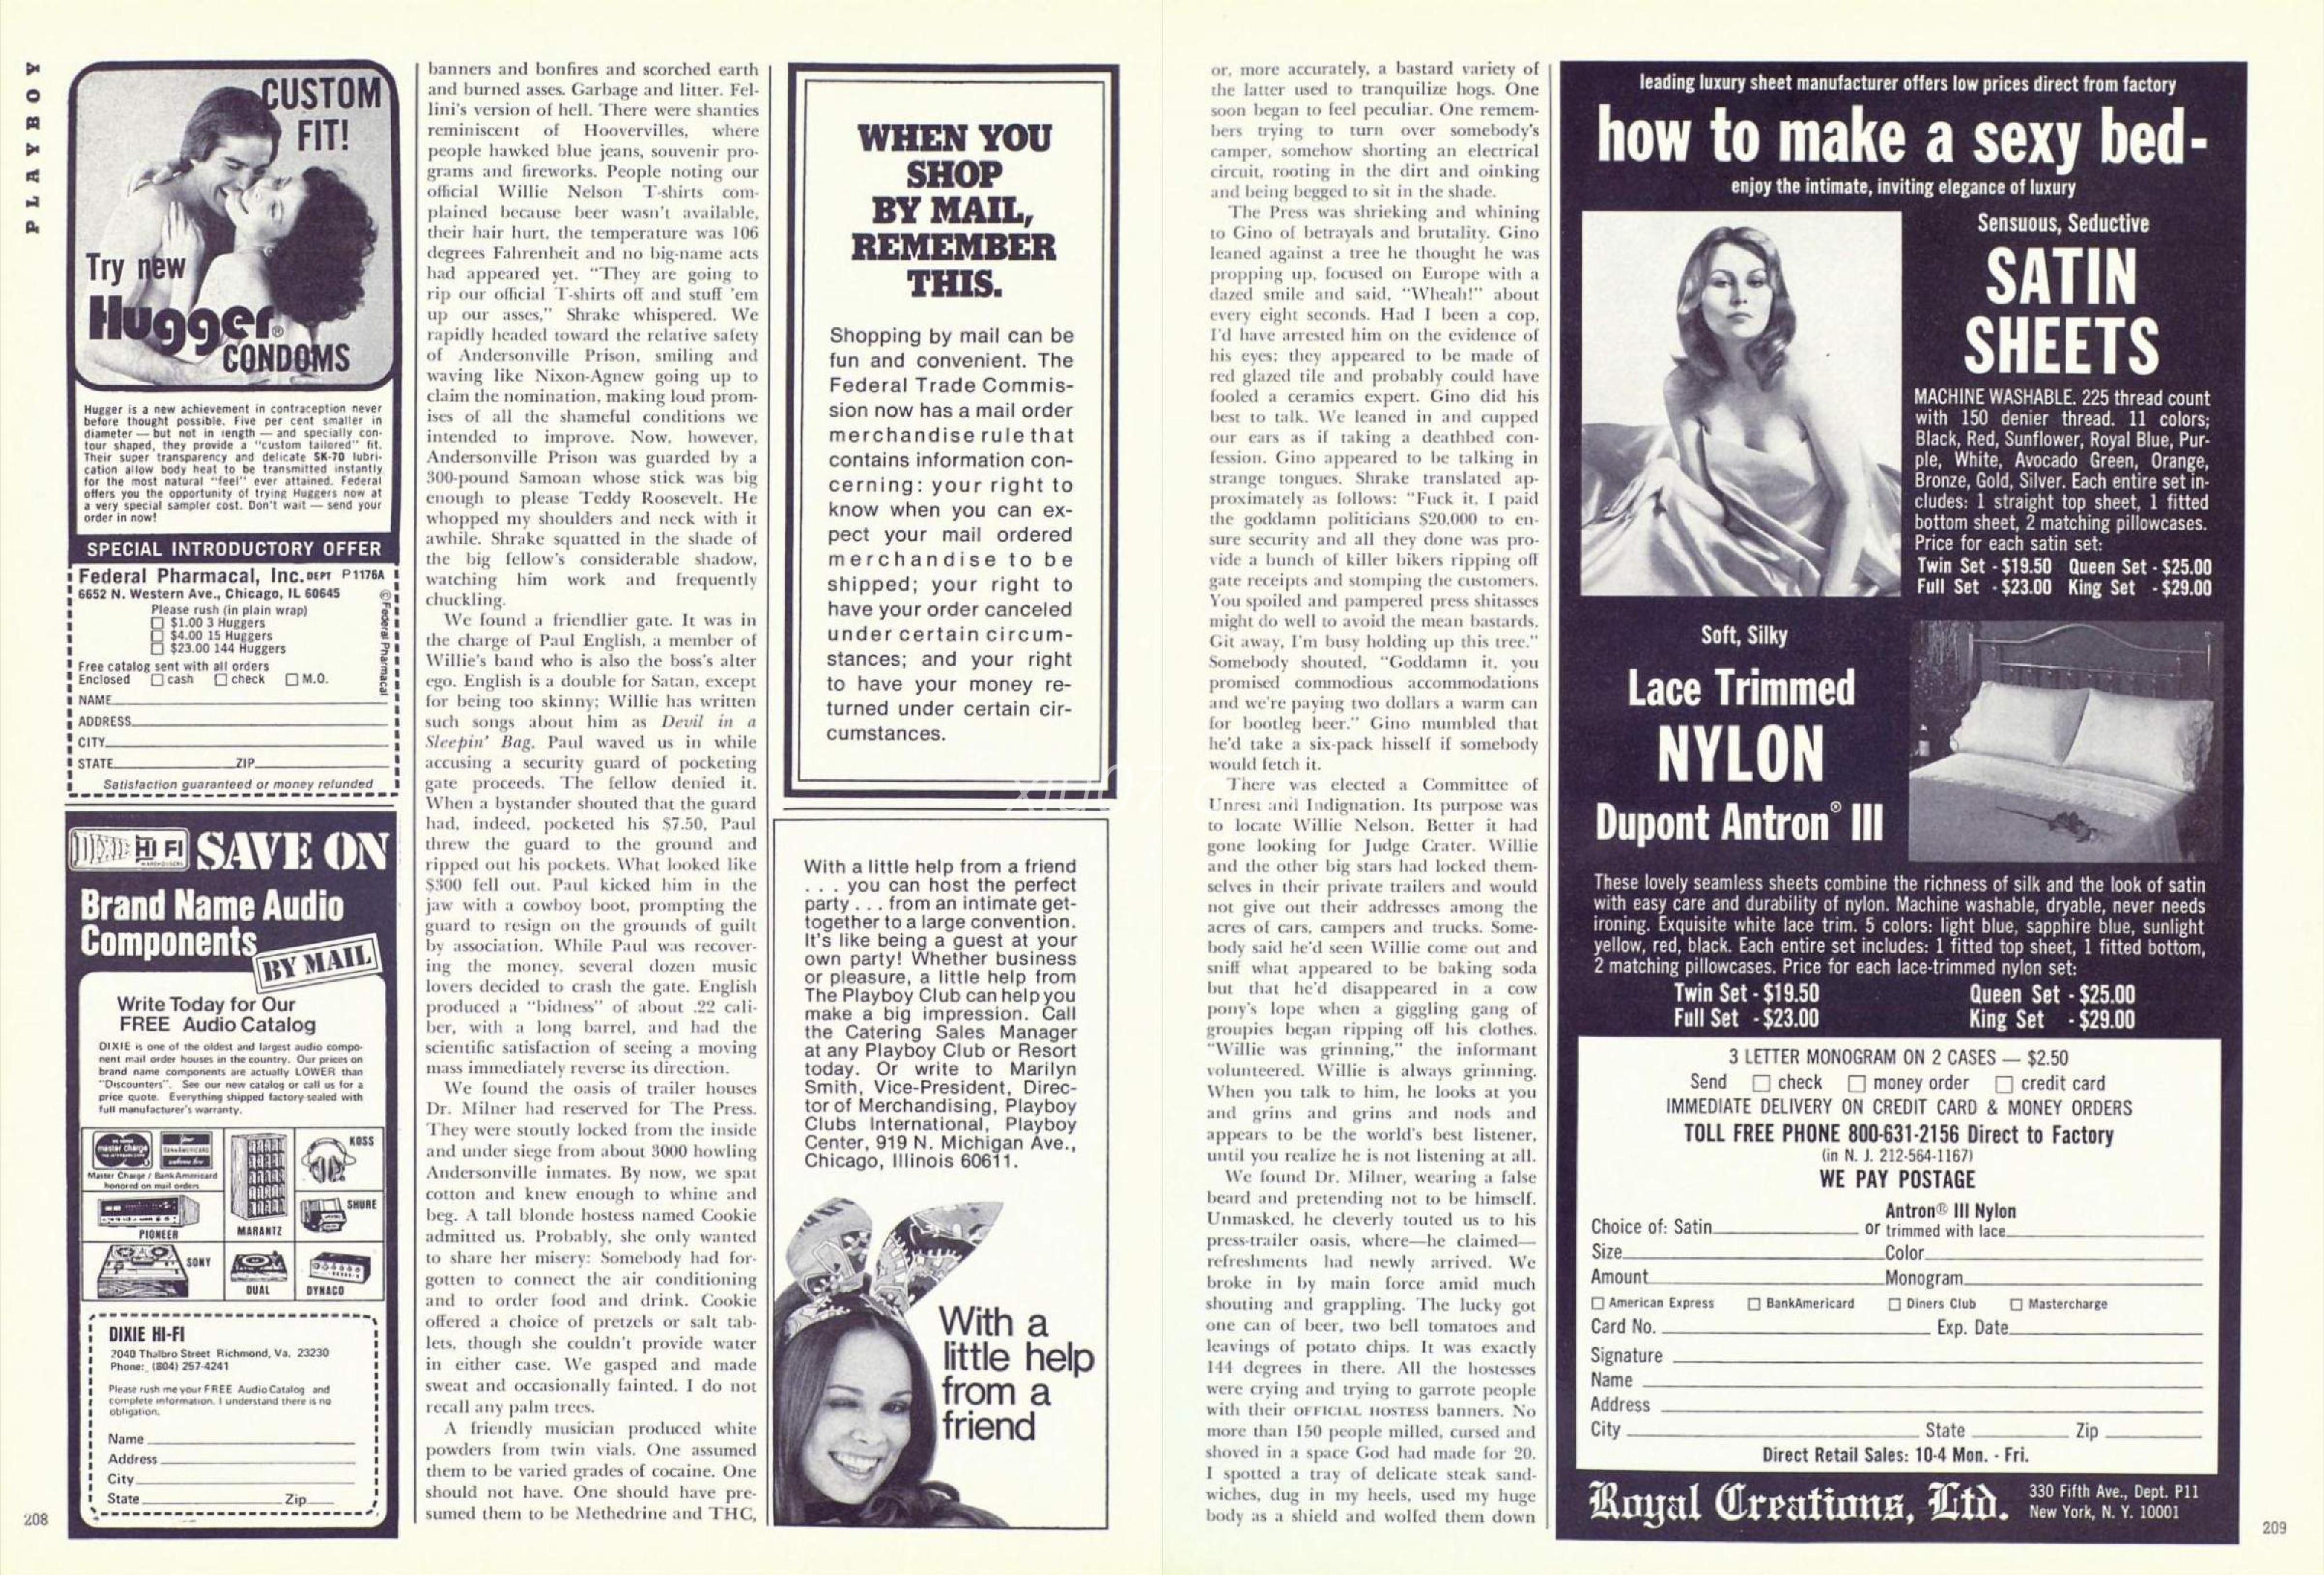 PLAYBOY
CUSTOM
FIT!
Try new
Hugger®
CONDOMS
Hugger is a new achievement in contraception never
before thought possible. Five per cent smaller in
diameter — but not in length — and specially con-
tour shaped, they provide a "custom tailored" fit.
Their super transparency and delicate SK-70 lubri-
cation allow body heat to be transmitted instantly
for the most natural "feel" ever attained. Federal
offers you the opportunity of trying Huggers now at
a very special sampler cost. Don't wait — send your
order in now!
SPECIAL INTRODUCTORY OFFER
Federal Pharmacal, Inc. DEPT P1176A
6652 N. Western Ave., Chicago, IL 60645
Please rush (in plain wrap)
$1.00 3 Huggers
$4.00 15 Huggers
$23.00 144 Huggers
Free catalog sent with all orders
Enclosed cash check M.O.
©Federal Pharmacal
NAME
ADDRESS
CITY
STATE ZIP
Satisfaction guaranteed or money refunded
DIXIE HI FI
WAREHOUSERS
SAVE ON
Brand Name Audio
Components
BY MAIL
Write Today for Our
FREE Audio Catalog
DIXIE is one of the oldest and largest audio compo-
nent mail order houses in the country. Our prices on
brand name components are actually LOWER than
"Discounters". See our new catalog or call us for a
price quote. Everything shipped factory-sealed with
full manufacturer's warranty.
master charge
BANKAMERICARD
Master Charge / BankAmericard
honored on mail orders
KOSS
SHURE
PIONEER
MARANTZ
SONY
DUAL
DYNACO
DIXIE HI-FI
2040 Thalbro Street Richmond, Va. 23230
Phone: (804) 257-4241
Please rush me your FREE Audio Catalog and
complete information. I understand there is no
obligation.
Name
Address
City
State Zip
208
banners and bonfires and scorched earth
and burned asses. Garbage and litter. Fel-
lini's version of hell. There were shanties
reminiscent of Hoovervilles, where
people hawked blue jeans, souvenir pro-
grams and fireworks. People noting our
official Willie Nelson T-shirts com-
plained because beer wasn't available,
their hair hurt, the temperature was 106
degrees Fahrenheit and no big-name acts
had appeared yet. "They are going to
rip our official T-shirts off and stuff 'em
up our asses," Shrake whispered. We
rapidly headed toward the relative safety
of Andersonville Prison, smiling and
waving like Nixon-Agnew going up to
claim the nomination, making loud prom-
ises of all the shameful conditions we
intended to improve. Now, however,
Andersonville Prison was guarded by a
300-pound Samoan whose stick was big
enough to please Teddy Roosevelt. He
whopped my shoulders and neck with it
awhile. Shrake squatted in the shade of
the big fellow's considerable shadow,
watching him work and frequently
chuckling.
We found a friendlier gate. It was in
the charge of Paul English, a member of
Willie's band who is also the boss's alter
ego. English is a double for Satan, except
for being too skinny; Willie has written
such songs about him as Devil in a
Sleepin' Bag. Paul waved us in while
accusing a security guard of pocketing
gate proceeds. The fellow denied it.
When a bystander shouted that the guard
had, indeed, pocketed his $7.50, Paul
threw the guard to the ground and
ripped out his pockets. What looked like
$300 fell out. Paul kicked him in the
jaw with a cowboy boot, prompting the
guard to resign on the grounds of guilt
by association. While Paul was recover-
ing the money, several dozen music
lovers decided to crash the gate. English
produced a "bidness" of about .22 cali-
ber, with a long barrel, and had the
scientific satisfaction of seeing a moving
mass immediately reverse its direction.
We found the oasis of trailer houses
Dr. Milner had reserved for The Press.
They were stoutly locked from the inside
and under siege from about 3000 howling
Andersonville inmates. By now, we spat
cotton and knew enough to whine and
beg. A tall blonde hostess named Cookie
admitted us. Probably, she only wanted
to share her misery: Somebody had for-
gotten to connect the air conditioning
and to order food and drink. Cookie
offered a choice of pretzels or salt tab-
lets, though she couldn't provide water
in either case. We gasped and made
sweat and occasionally fainted. I do not
recall any palm trees.
A friendly musician produced white
powders from twin vials. One assumed
them to be varied grades of cocaine. One
should not have. One should have pre-
sumed them to be Methedrine and THC,
WHEN YOU
SHOP
BY MAIL,
REMEMBER
THIS.
Shopping by mail can be
fun and convenient. The
Federal Trade Commis-
sion now has a mail order
merchandise rule that
contains information con-
cerning: your right to
know when you can ex-
pect your mail ordered
merchandise to be
shipped; your right to
have your order canceled
under certain circum-
stances; and your right
to have your money re-
turned under certain cir-
cumstances.
With a little help from a friend
. . . you can host the perfect
party . . . from an intimate get-
together to a large convention.
It's like being a guest at your
own party! Whether business
or pleasure, a little help from
The Playboy Club can help you
make a big impression. Call
the Catering Sales Manager
at any Playboy Club or Resort
today. Or write to Marilyn
Smith, Vice-President, Direc-
tor of Merchandising, Playboy
Clubs International, Playboy
Center, 919 N. Michigan Ave.,
Chicago, Illinois 60611.
With a
little help
from a
friend
or, more accurately, a bastard variety of
the latter used to tranquilize hogs. One
soon began to feel peculiar. One remem-
bers trying to turn over somebody's
camper, somehow shorting an electrical
circuit, rooting in the dirt and oinking
and being begged to sit in the shade.
The Press was shrieking and whining
to Gino of betrayals and brutality. Gino
leaned against a tree he thought he was
propping up, focused on Europe with a
dazed smile and said, "Wheah!" about
every eight seconds. Had I been a cop,
I'd have arrested him on the evidence of
his eyes; they appeared to be made of
red glazed tile and probably could have
fooled a ceramics expert. Gino did his
best to talk. We leaned in and cupped
our ears as if taking a deathbed con-
fession. Gino appeared to be talking in
strange tongues. Shrake translated ap-
proximately as follows: "Fuck it, I paid
the goddamn politicians $20,000 to en-
sure security and all they done was pro-
vide a bunch of killer bikers ripping off
gate receipts and stomping the customers.
You spoiled and pampered press shitasses
might do well to avoid the mean bastards.
Git away, I'm busy holding up this tree."
Somebody shouted, "Goddamn it, you
promised commodious accommodations
and we're paying two dollars a warm can
for bootleg beer." Gino mumbled that
he'd take a six-pack hisself if somebody
would fetch it.
There was elected a Committee of
Unrest and Indignation. Its purpose was
to locate Willie Nelson. Better it had
gone looking for Judge Crater. Willie
and the other big stars had locked them-
selves in their private trailers and would
not give out their addresses among the
acres of cars, campers and trucks. Some-
body said he'd seen Willie come out and
sniff what appeared to be baking soda
but that he'd disappeared in a cow
pony's lope when a giggling gang of
groupies began ripping off his clothes.
"Willie was grinning," the informant
volunteered. Willie is always grinning.
When you talk to him, he looks at you
and grins and grins and nods and
appears to be the world's best listener,
until you realize he is not listening at all.
We found Dr. Milner, wearing a false
beard and pretending not to be himself.
Unmasked, he cleverly touted us to his
press-trailer oasis, where—he claimed—
refreshments had newly arrived. We
broke in by main force amid much
shouting and grappling. The lucky got
one can of beer, two bell tomatoes and
leavings of potato chips. It was exactly
144 degrees in there. All the hostesses
were crying and trying to garrote people
with their OFFICIAL HOSTESS banners. No
more than 150 people milled, cursed and
shoved in a space God had made for 20.
I spotted a tray of delicate steak sand-
wiches, dug in my heels, used my huge
body as a shield and wolfed them down
leading luxury sheet manufacturer offers low prices direct from factory
how to make a sexy bed-
enjoy the intimate, inviting elegance of luxury
Sensuous, Seductive
SATIN
SHEETS
MACHINE WASHABLE. 225 thread count
with 150 denier thread. 11 colors;
Black, Red, Sunflower, Royal Blue, Pur-
ple, White, Avocado Green, Orange,
Bronze, Gold, Silver. Each entire set in-
cludes: 1 straight top sheet, 1 fitted
bottom sheet, 2 matching pillowcases.
Price for each satin set:
Twin Set - $19.50 Queen Set - $25.00
Full Set - $23.00 King Set - $29.00
Soft, Silky
Lace Trimmed
NYLON
Dupont Antron® III
These lovely seamless sheets combine the richness of silk and the look of satin
with easy care and durability of nylon. Machine washable, dryable, never needs
ironing. Exquisite white lace trim. 5 colors: light blue, sapphire blue, sunlight
yellow, red, black. Each entire set includes: 1 fitted top sheet, 1 fitted bottom,
2 matching pillowcases. Price for each lace-trimmed nylon set:
Twin Set - $19.50 Queen Set - $25.00
Full Set - $23.00 King Set - $29.00
3 LETTER MONOGRAM ON 2 CASES — $2.50
Send check money order credit card
IMMEDIATE DELIVERY ON CREDIT CARD & MONEY ORDERS
TOLL FREE PHONE 800-631-2156 Direct to Factory
(in N. J. 212-564-1167)
WE PAY POSTAGE
Antron® III Nylon
Choice of: Satin or trimmed with lace
Size Color
Amount Monogram
American Express BankAmericard Diners Club Mastercharge
Card No. Exp. Date
Signature
Name
Address
City State Zip
Direct Retail Sales: 10-4 Mon. - Fri.
Royal Creations, Ltd.
330 Fifth Ave., Dept. P11
New York, N. Y. 10001
209